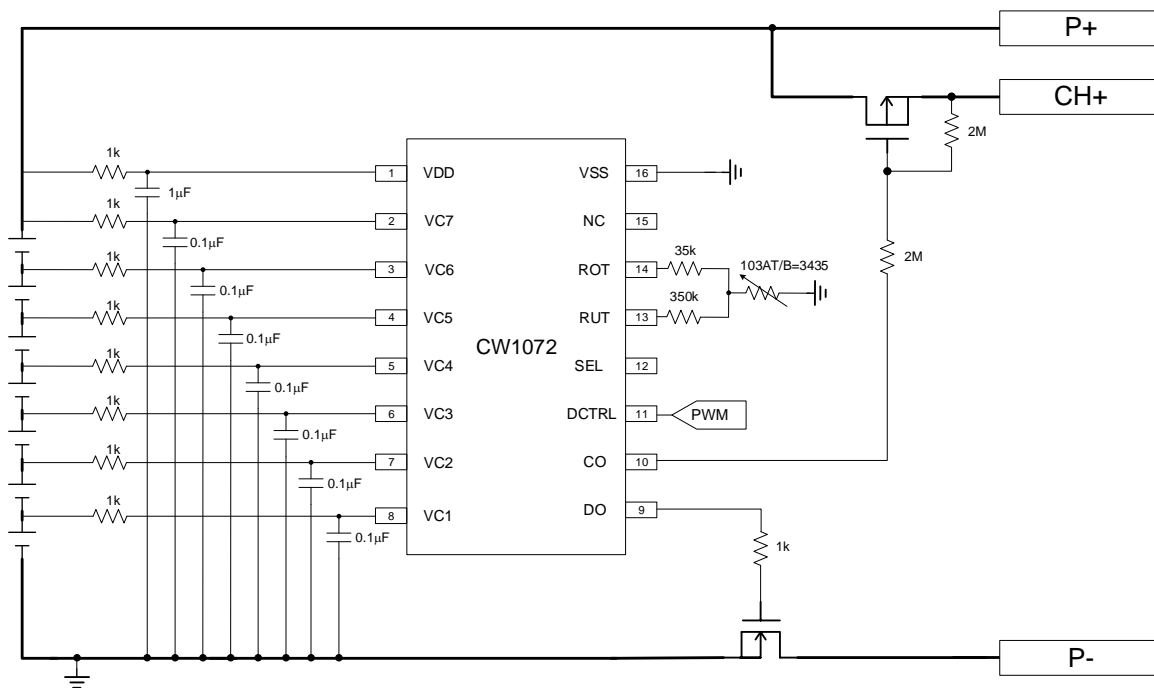 P+
CH+
2M
2M
1k
1 VDD
1µF
1k
2 VC7
0.1µF
1k
3 VC6
0.1µF
1k
4 VC5
0.1µF
1k
5 VC4
0.1µF
1k
6 VC3
0.1µF
1k
7 VC2
0.1µF
1k
8 VC1
0.1µF
CW1072
VSS 16
NC 15
ROT 14
35k
103AT/B=3435
RUT 13
350k
SEL 12
DCTRL 11
PWM
CO 10
DO 9
1k
P-